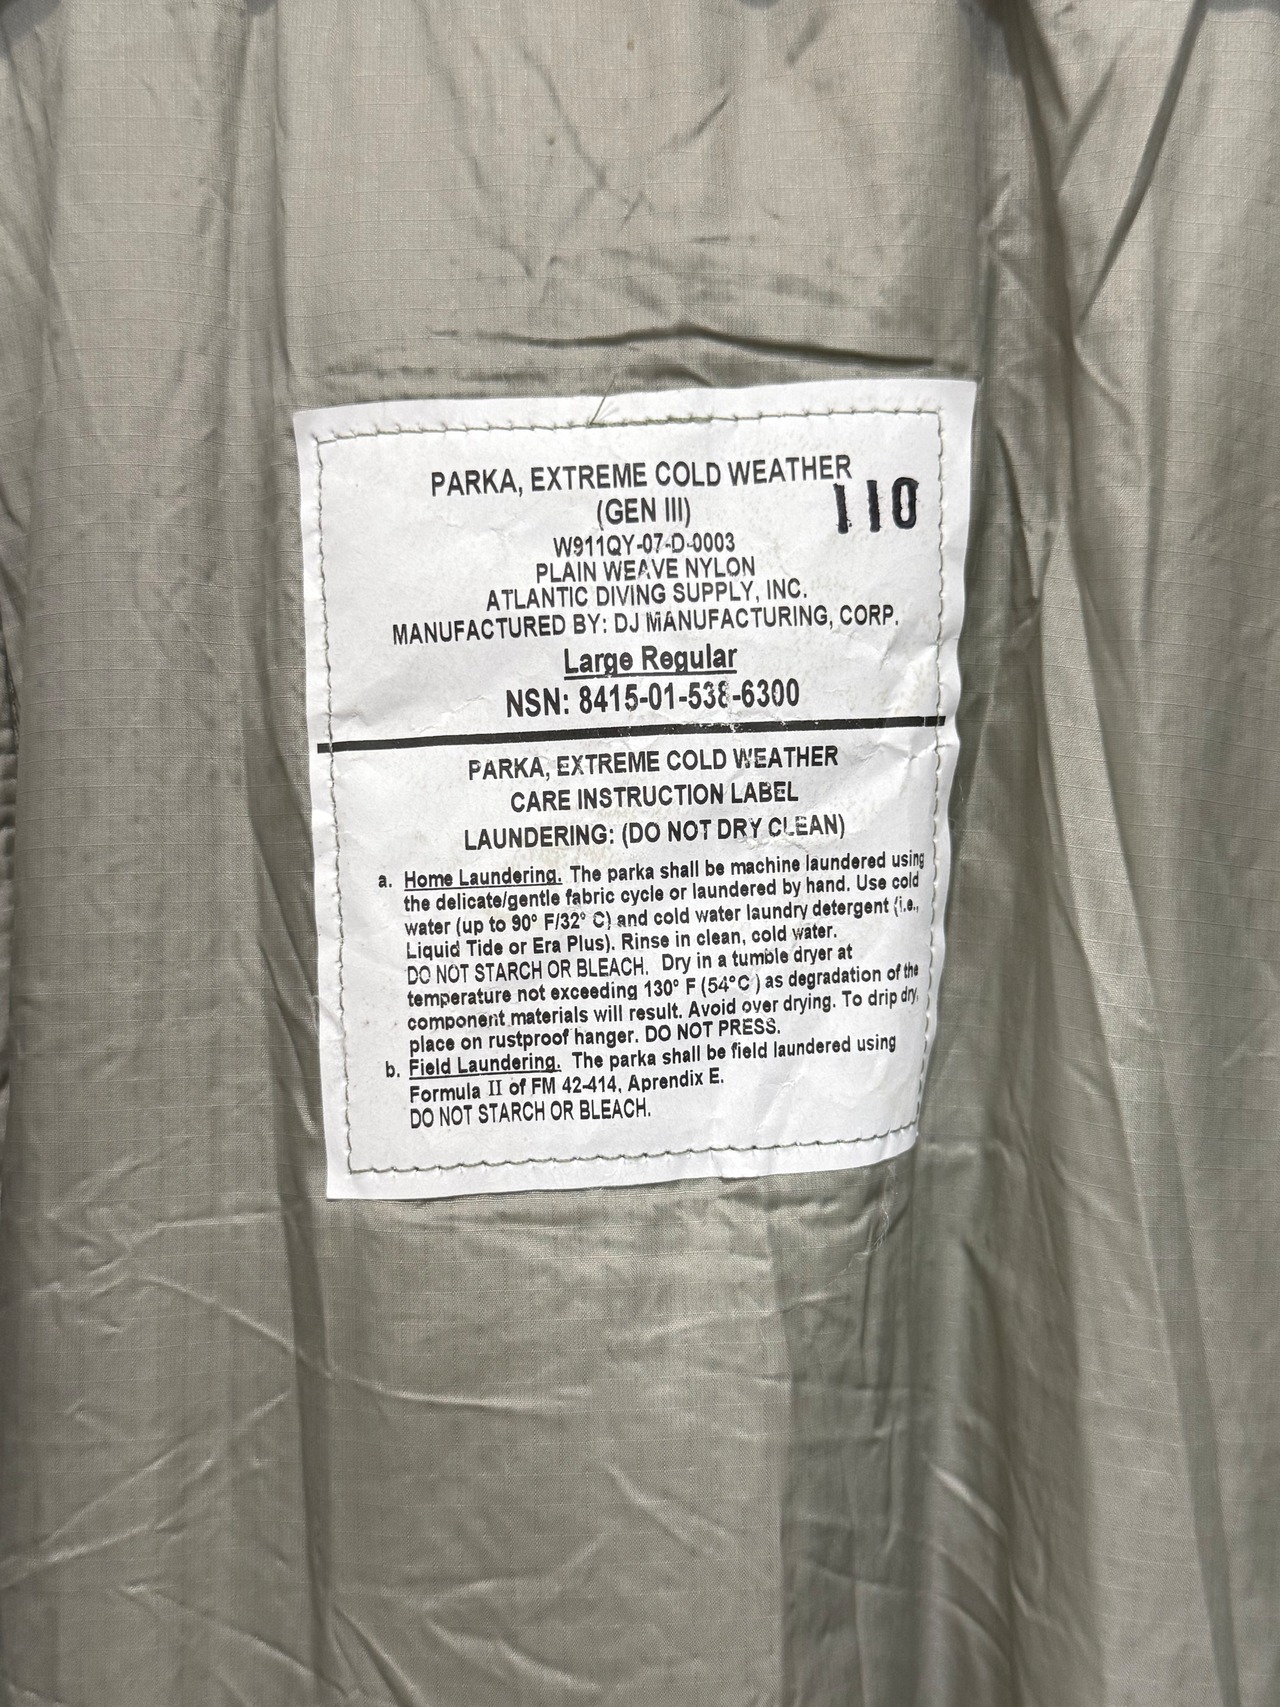 PARKA, EXTREME COLD WEATHER
(GEN III)
110
W911QY-07-D-0003
PLAIN WEAVE NYLON
ATLANTIC DIVING SUPPLY, INC.
MANUFACTURED BY: DJ MANUFACTURING, CORP.
Large Regular
NSN: 8415-01-538-6300
PARKA, EXTREME COLD WEATHER
CARE INSTRUCTION LABEL
LAUNDERING: (DO NOT DRY CLEAN)
a. Home Laundering. The parka shall be machine laundered using
the delicate/gentle fabric cycle or laundered by hand. Use cold
water (up to 90° F/32° C) and cold water laundry detergent (i.e.,
Liquid Tide or Era Plus). Rinse in clean, cold water.
DO NOT STARCH OR BLEACH. Dry in a tumble dryer at
temperature not exceeding 130° F (54°C ) as degradation of the
component materials will result. Avoid over drying. To drip dry,
place on rustproof hanger. DO NOT PRESS.
b. Field Laundering. The parka shall be field laundered using
Formula II of FM 42-414, Aprendix E.
DO NOT STARCH OR BLEACH.